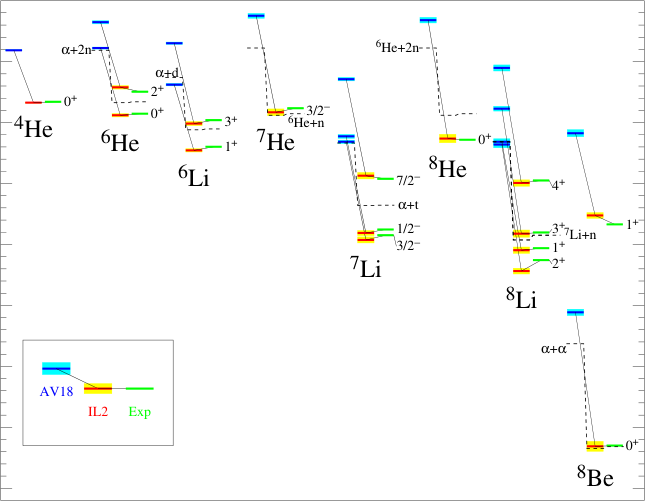 ⁴He
0⁺
α+2n
2⁺
0⁺
⁶He
α+d
3⁺
1⁺
⁶Li
3/2⁻
⁶He+n
⁷He
7/2⁻
α+t
1/2⁻
3/2⁻
⁷Li
⁶He+2n
0⁺
⁸He
4⁺
3⁺
⁷Li+n
1⁺
2⁺
⁸Li
1⁺
α+α
0⁺
⁸Be
AV18
IL2
Exp